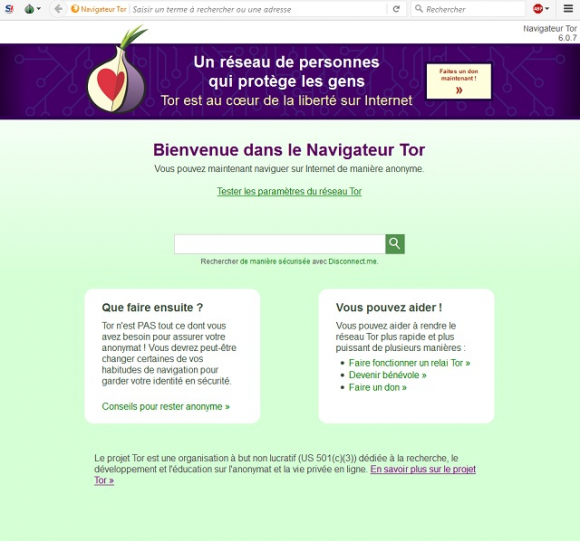 Navigateur Tor Saisir un terme à rechercher ou une adresse Rechercher ABP
Navigateur Tor
6.0.7
Un réseau de personnes
qui protège les gens
Tor est au cœur de la liberté sur Internet
Faites un don
maintenant !
»
Bienvenue dans le Navigateur Tor
Vous pouvez maintenant naviguer sur Internet de manière anonyme.
Tester les paramètres du réseau Tor
Rechercher de manière sécurisée avec Disconnect.me.
Que faire ensuite ?
Tor n'est PAS tout ce dont vous
avez besoin pour assurer votre
anonymat ! Vous devrez peut-être
changer certaines de vos
habitudes de navigation pour
garder votre identité en sécurité.
Conseils pour rester anonyme »
Vous pouvez aider !
Vous pouvez aider à rendre le
réseau Tor plus rapide et plus
puissant de plusieurs manières :
• Faire fonctionner un relai Tor »
• Devenir bénévole »
• Faire un don »
Le projet Tor est une organisation à but non lucratif (US 501(c)(3)) dédiée à la recherche, le
développement et l'éducation sur l'anonymat et la vie privée en ligne. En savoir plus sur le projet
Tor »